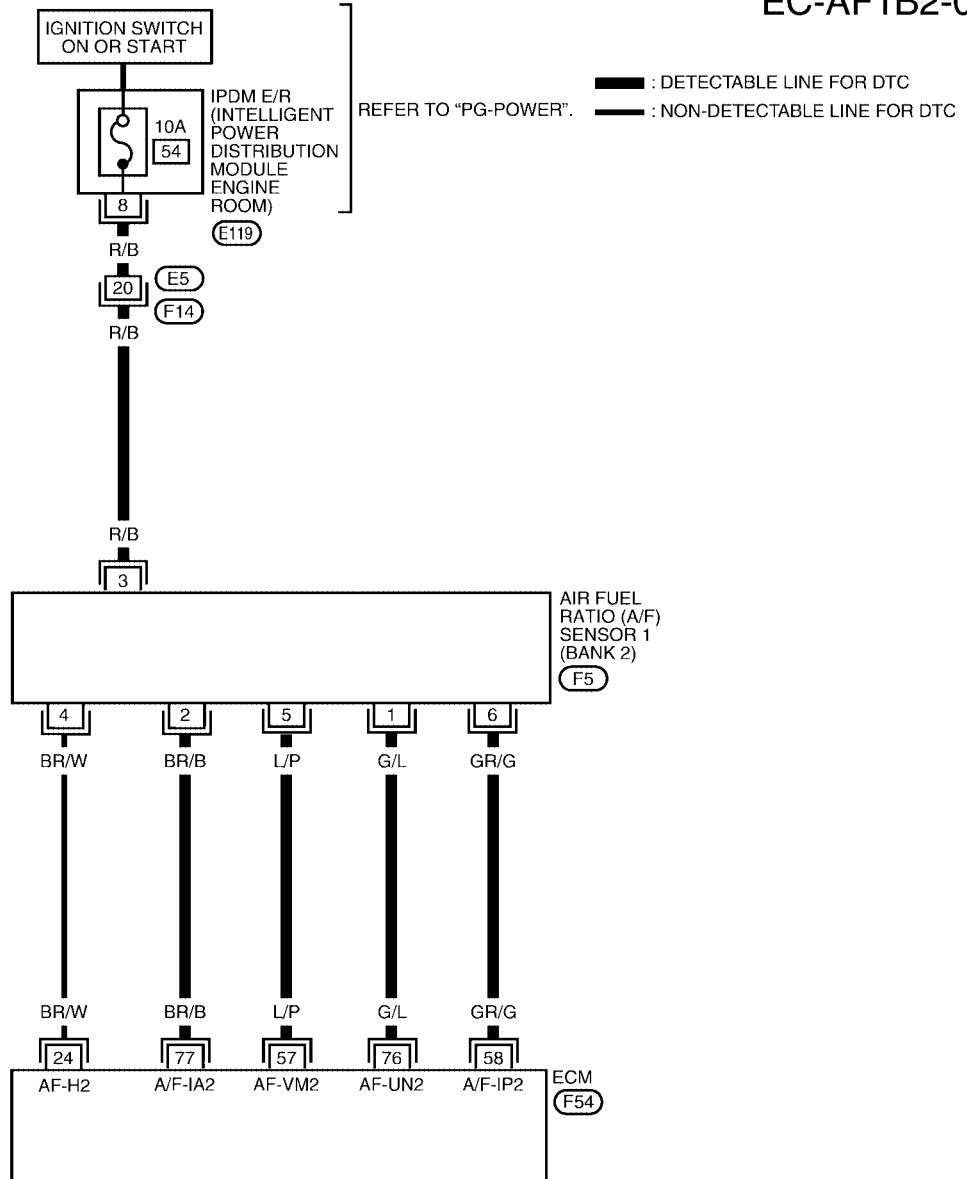 EC-AF1B2-0
IGNITION SWITCH
ON OR START
IPDM E/R
(INTELLIGENT
POWER
DISTRIBUTION
MODULE
ENGINE
ROOM)
E119
10A
54
8
REFER TO “PG-POWER”.
: DETECTABLE LINE FOR DTC
: NON-DETECTABLE LINE FOR DTC
R/B
20
E5
F14
R/B
R/B
3
AIR FUEL
RATIO (A/F)
SENSOR 1
(BANK 2)
F5
4 2 5 1 6
BR/W BR/B L/P G/L GR/G
BR/W BR/B L/P G/L GR/G
24 77 57 76 58
AF-H2 A/F-IA2 AF-VM2 AF-UN2 A/F-IP2
ECM
F54